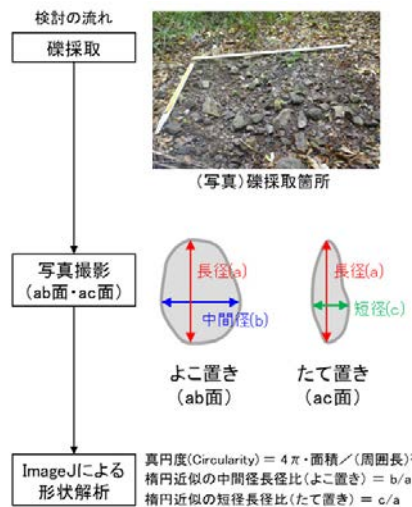 検討の流れ
礫採取
(写真)礫採取箇所
写真撮影
(ab面・ac面)
長径(a)
中間径(b)
長径(a)
短径(c)
よこ置き
(ab面)
たて置き
(ac面)
ImageJによる
形状解析
真円度(Circularity) = 4π・面積/(周囲長)
楕円近似の中間径長径比(よこ置き) = b/a
楕円近似の短径長径比(たて置き) = c/a